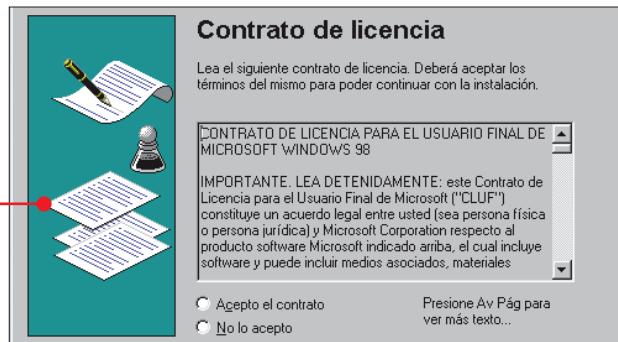 Contrato de licencia
Lea el siguiente contrato de licencia. Deberá aceptar los
términos del mismo para poder continuar con la instalación.
CONTRATO DE LICENCIA PARA EL USUARIO FINAL DE
MICROSOFT WINDOWS 98
IMPORTANTE. LEA DETENIDAMENTE: este Contrato de
Licencia para el Usuario Final de Microsoft ("CLUF")
constituye un acuerdo legal entre usted (sea persona física
o persona jurídica) y Microsoft Corporation respecto al
producto software Microsoft indicado arriba, el cual incluye
software y puede incluir medios asociados, materiales
Acepto el contrato
No lo acepto
Presione Av Pág para
ver más texto...